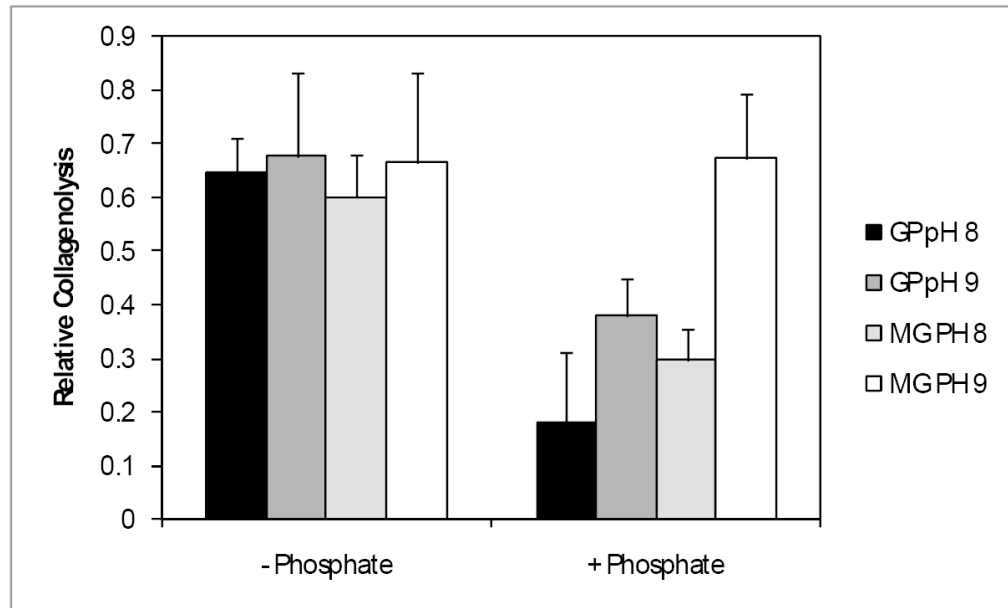 Relative Collagenolysis
0.9
0.8
0.7
0.6
0.5
0.4
0.3
0.2
0.1
0
- Phosphate
+ Phosphate
GPpH 8
GPpH 9
MGPH 8
MGPH 9